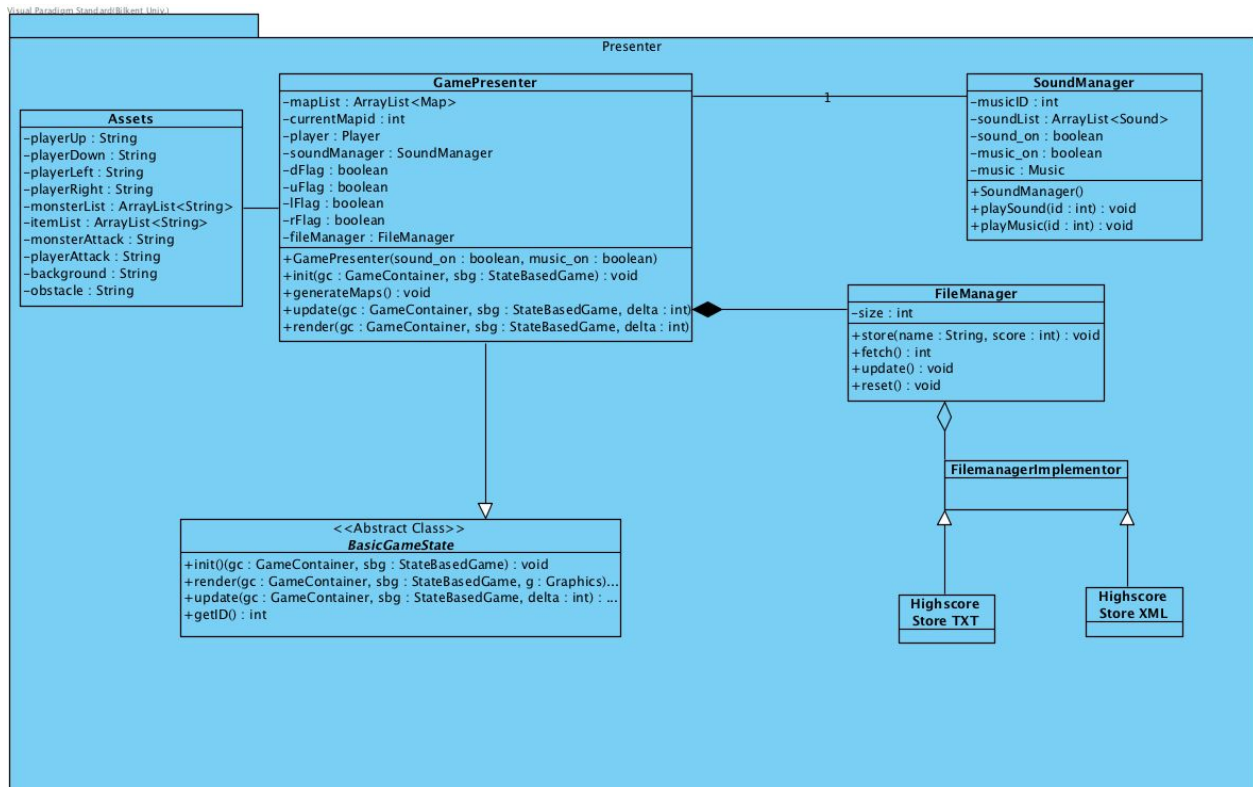 Visual Paradigm Standard(Bilkent Univ.)
Presenter
GamePresenter
-mapList : ArrayList<Map>
-currentMapid : int
-player : Player
-soundManager : SoundManager
-dFlag : boolean
-uFlag : boolean
-lFlag : boolean
-rFlag : boolean
-fileManager : FileManager
+GamePresenter(sound_on : boolean, music_on : boolean)
+init(gc : GameContainer, sbg : StateBasedGame) : void
+generateMaps() : void
+update(gc : GameContainer, sbg : StateBasedGame, delta : int)
+render(gc : GameContainer, sbg : StateBasedGame, delta : int)
1
SoundManager
-musicID : int
-soundList : ArrayList<Sound>
-sound_on : boolean
-music_on : boolean
-music : Music
+SoundManager()
+playSound(id : int) : void
+playMusic(id : int) : void
Assets
-playerUp : String
-playerDown : String
-playerLeft : String
-playerRight : String
-monsterList : ArrayList<String>
-itemList : ArrayList<String>
-monsterAttack : String
-playerAttack : String
-background : String
-obstacle : String
FileManager
-size : int
+store(name : String, score : int) : void
+fetch() : int
+update() : void
+reset() : void
FilemanagerImplementor
<<Abstract Class>>
BasicGameState
+init()(gc : GameContainer, sbg : StateBasedGame) : void
+render(gc : GameContainer, sbg : StateBasedGame, g : Graphics)...
+update(gc : GameContainer, sbg : StateBasedGame, delta : int) : ...
+getID() : int
Highscore
Store TXT
Highscore
Store XML